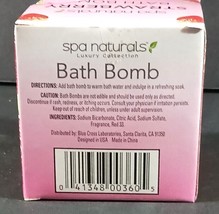 STRAWBERRY
spa naturals
Luxury Collection
Bath Bomb
DIRECTIONS: Add bath bomb to warm bath water and indulge in a refreshing soak.
CAUTION: Bath Bombs are not edible and should be used only as directed.
Discontinue if rash, redness, or itching occurs. Consult your physician if irritation persists.
Keep out of reach of children, unless under adult supervision.
INGREDIENTS: Sodium Bicarbonate, Citric Acid, Sodium Sulfate,
Fragrance, Red 33.
Distributed by: Blue Cross Laboratories, Santa Clarita, CA 91350
Designed in USA Made in China
0 41348 00360 5